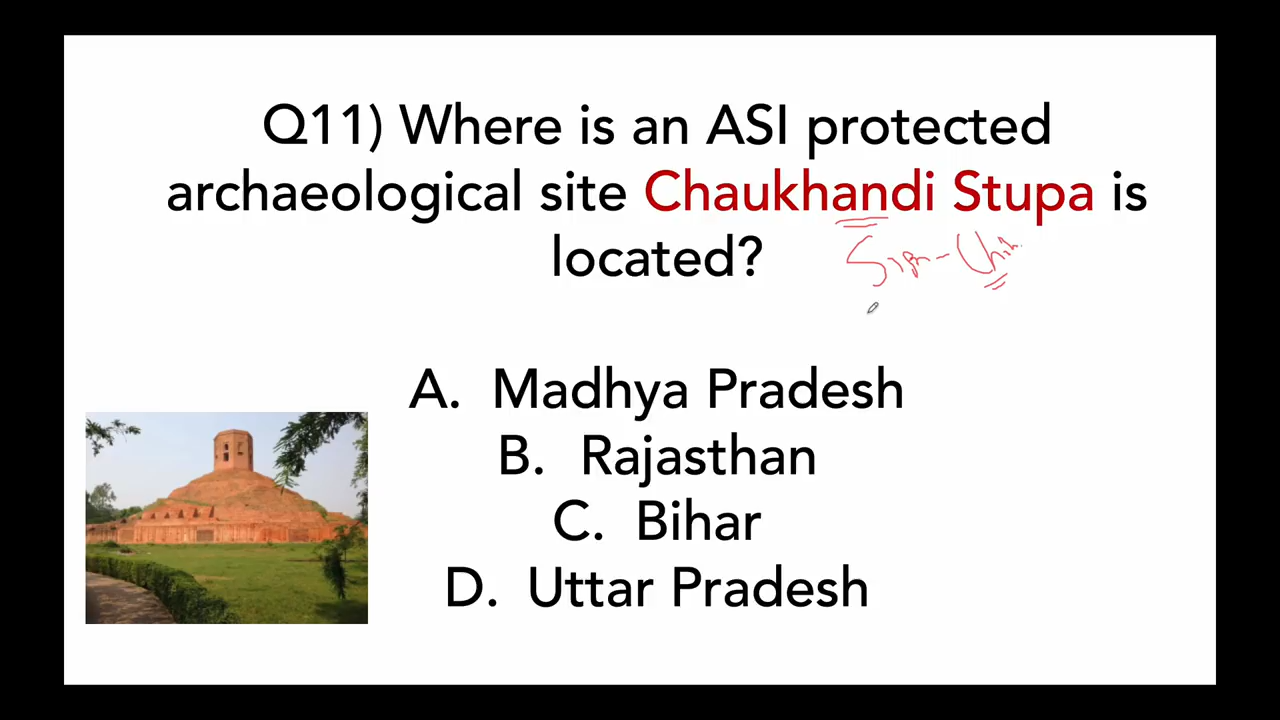 Q11) Where is an ASI protected
archaeological site Chaukhandi Stupa is
located?
A. Madhya Pradesh
B. Rajasthan
C. Bihar
D. Uttar Pradesh